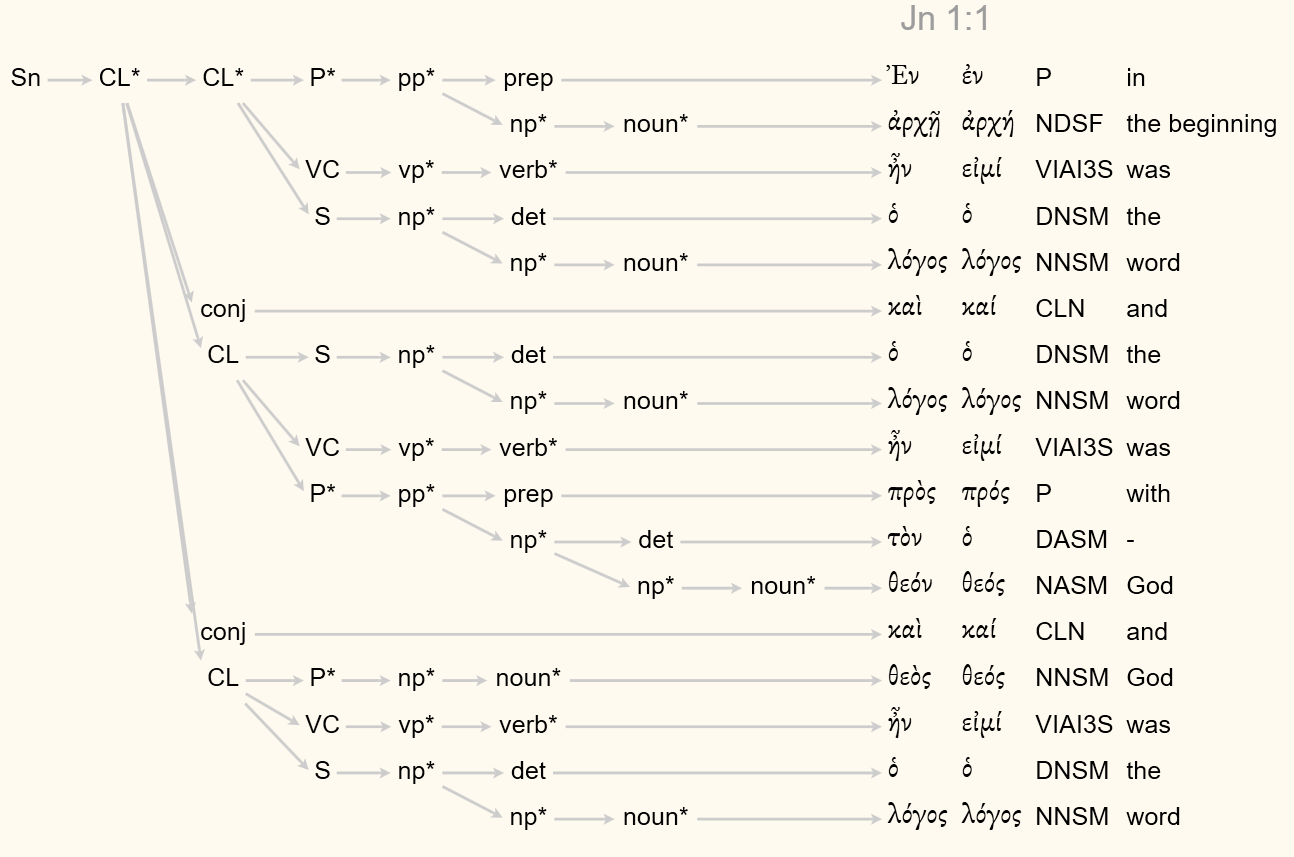 Jn 1:1
Sn CL* CL* P* pp* prep Ἐν ἐν P in
np* noun* ἀρχῇ ἀρχή NDSF the beginning
VC vp* verb* ἦν εἰμί VIAI3S was
S np* det ὁ ὁ DNSM the
np* noun* λόγος λόγος NNSM word
conj καὶ καί CLN and
CL S np* det ὁ ὁ DNSM the
np* noun* λόγος λόγος NNSM word
VC vp* verb* ἦν εἰμί VIAI3S was
P* pp* prep πρὸς πρός P with
np* det τὸν ὁ DASM -
np* noun* θεόν θεός NASM God
conj καὶ καί CLN and
CL P* np* noun* θεὸς θεός NNSM God
VC vp* verb* ἦν εἰμί VIAI3S was
S np* det ὁ ὁ DNSM the
np* noun* λόγος λόγος NNSM word